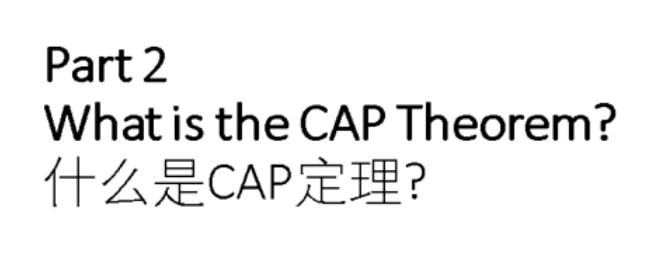 Part 2
What is the CAP Theorem?
什么是CAP定理?